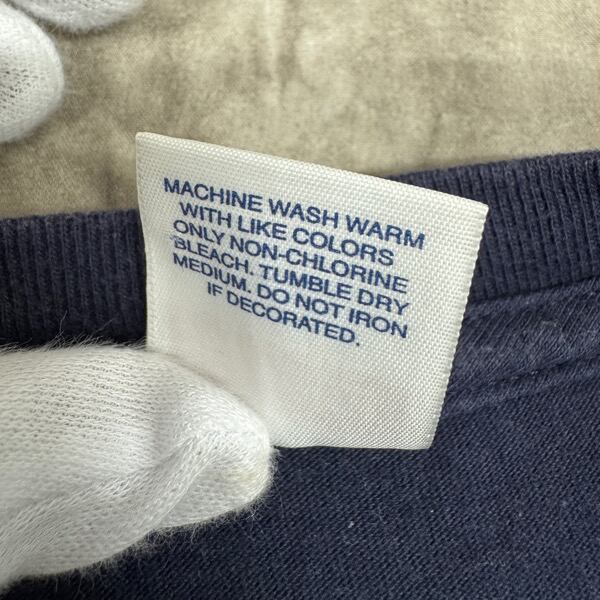 MACHINE WASH WARM
WITH LIKE COLORS
ONLY NON-CHLORINE
BLEACH. TUMBLE DRY
MEDIUM. DO NOT IRON
IF DECORATED.